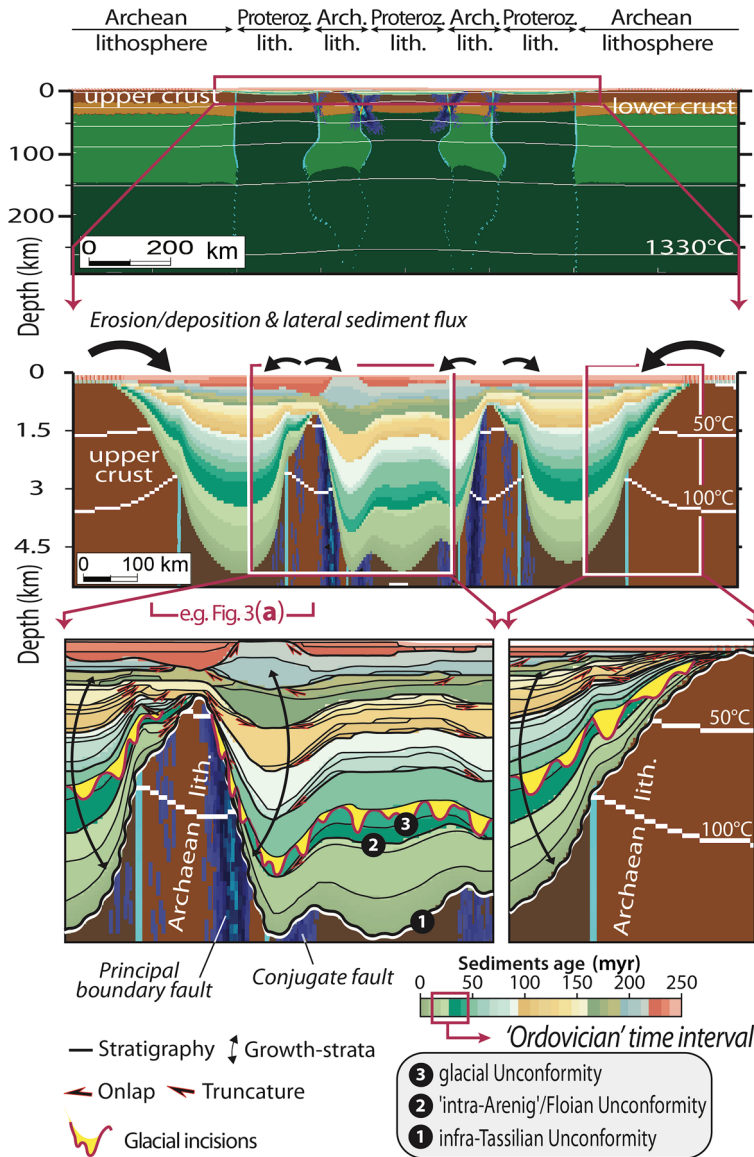 Archean
lithosphere
Proteroz.
lith.
Arch.
lith.
Proteroz.
lith.
Arch.
lith.
Proteroz.
lith.
Archean
lithosphere
0
upper crust
lower crust
100
200
0 200 km
1330°C
Depth (km)
Erosion/deposition & lateral sediment flux
0
1.5
50°C
upper
crust
3
100°C
4.5
0 100 km
Depth (km)
e.g. Fig. 3(a)
Archaean lith.
3
2
1
Archaean lith.
50°C
100°C
Principal
boundary fault
Conjugate fault
Sediments age (myr)
0 50 100 150 200 250
'Ordovician' time interval
Stratigraphy
Growth-strata
Onlap
Truncature
Glacial incisions
3 glacial Unconformity
2 'intra-Arenig'/Floian Unconformity
1 infra-Tassilian Unconformity